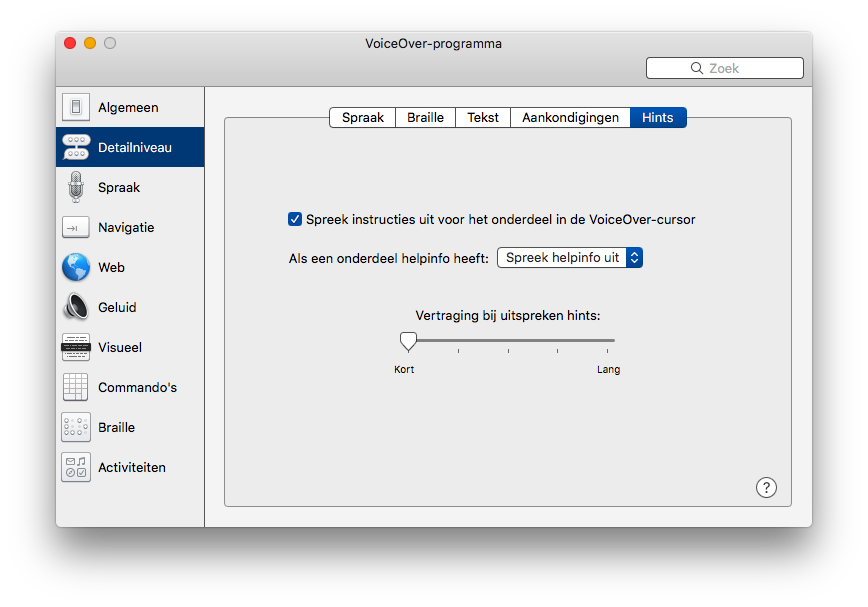 VoiceOver-programma
Zoek
Algemeen
Detailniveau
Spraak
Navigatie
Web
Geluid
Visueel
Commando's
Braille
Activiteiten
Spraak Braille Tekst Aankondigingen Hints
Spreek instructies uit voor het onderdeel in de VoiceOver-cursor
Als een onderdeel helpinfo heeft: Spreek helpinfo uit
Vertraging bij uitspreken hints:
Kort Lang
?